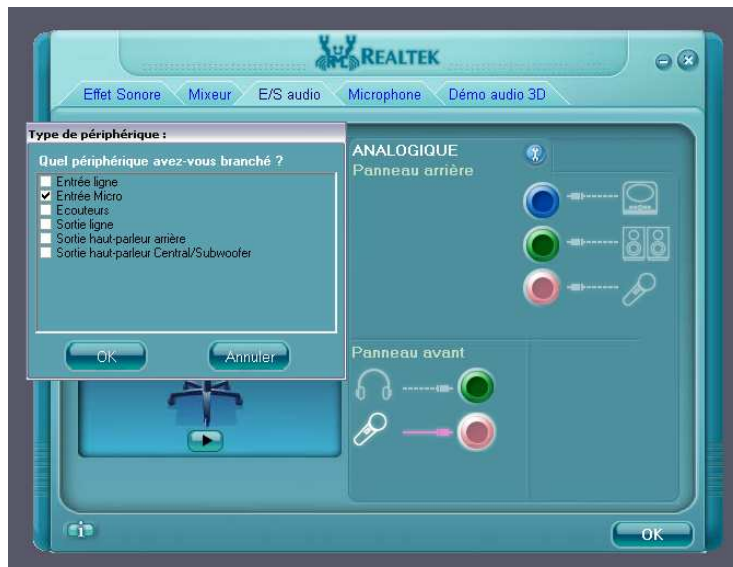 REALTEK
Effet Sonore Mixeur E/S audio Microphone Démo audio 3D
Type de périphérique :
Quel périphérique avez-vous branché ?
Entrée ligne
Entrée Micro
Ecouteurs
Sortie ligne
Sortie haut-parleur arrière
Sortie haut-parleur Central/Subwoofer
OK Annuler
ANALOGIQUE
Panneau arrière
Panneau avant
OK